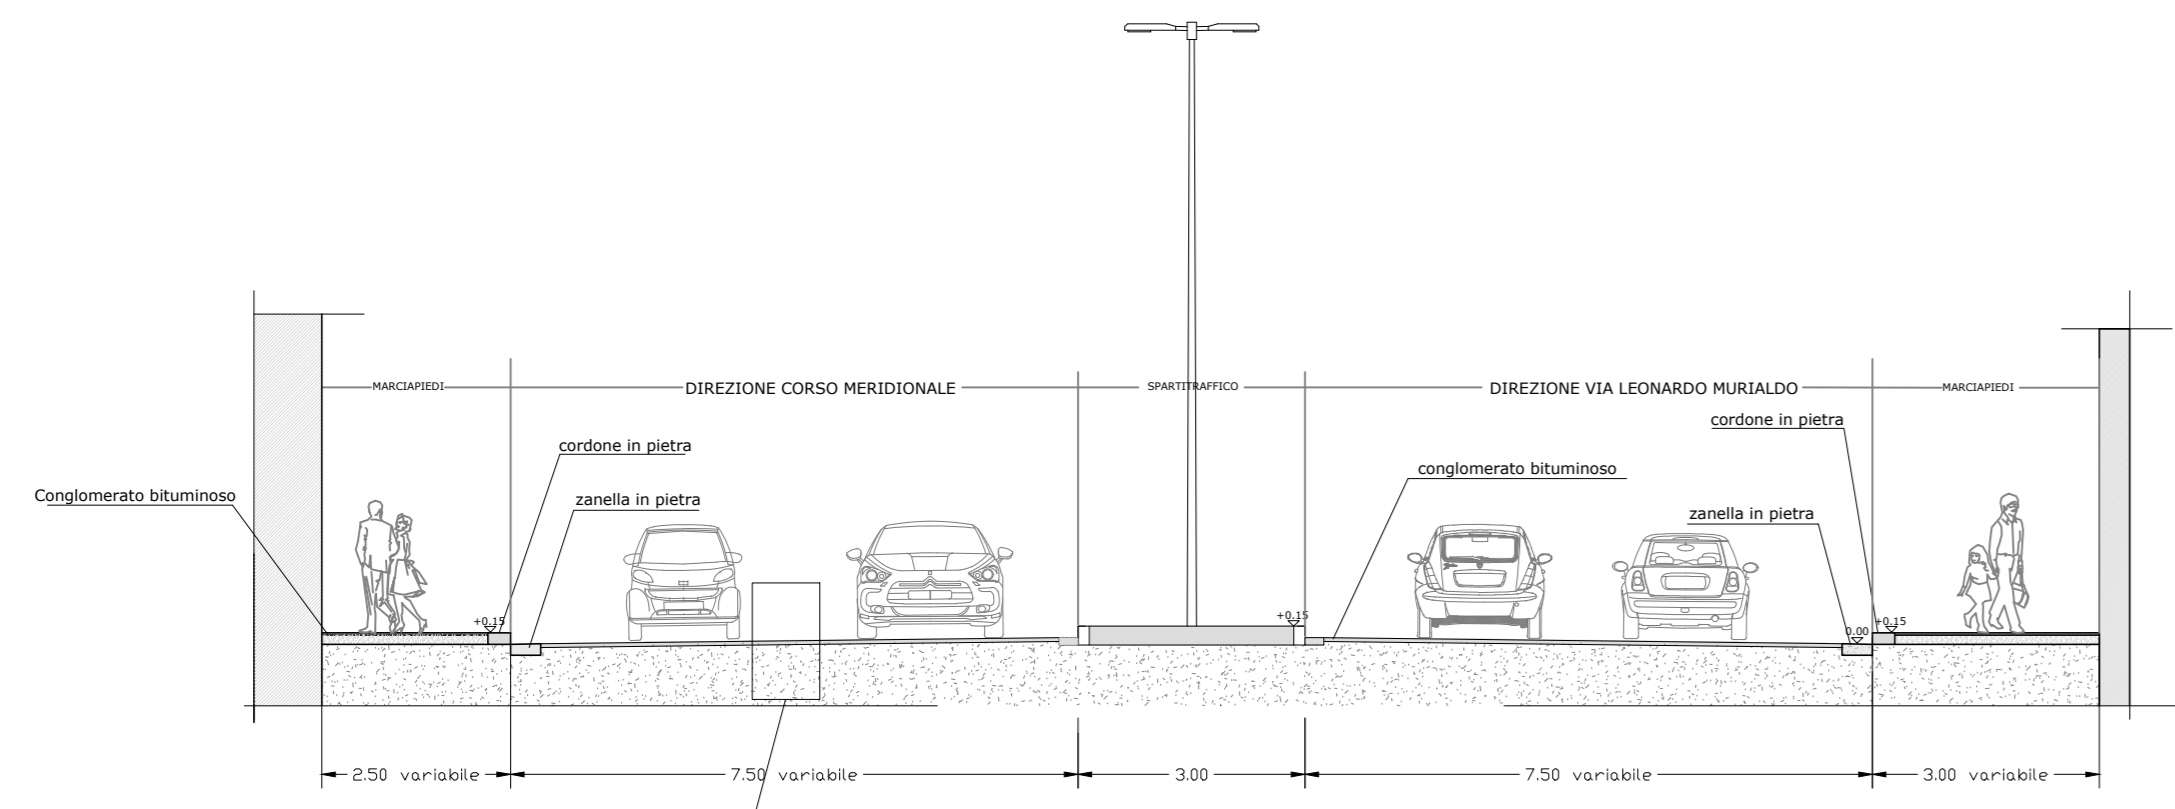 MARCIAPIEDI
DIREZIONE CORSO MERIDIONALE
SPARTITRAFFICO
DIREZIONE VIA LEONARDO MURIALDO
MARCIAPIEDI
cordone in pietra
cordone in pietra
conglomerato bituminoso
Conglomerato bituminoso
zanella in pietra
zanella in pietra
+0.15
+0.15
0.00
+0.15
2.50 variabile
7.50 variabile
3.00
7.50 variabile
3.00 variabile